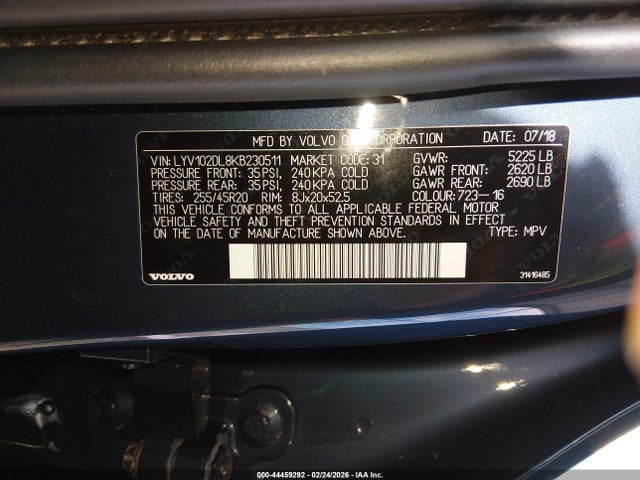 MFD BY VOLVO CAR CORPORATION DATE: 07/18
VIN: LYV102DL8KB230511 MARKET CODE: 31 GVWR: 5225 LB
PRESSURE FRONT: 35 PSI, 240 KPA COLD GAWR FRONT: 2620 LB
PRESSURE REAR: 35 PSI, 240 KPA COLD GAWR REAR: 2690 LB
TIRES: 255/45R20 RIM: 8Jx20x52.5 COLOUR: 723-16
THIS VEHICLE CONFORMS TO ALL APPLICABLE FEDERAL MOTOR
VEHICLE SAFETY AND THEFT PREVENTION STANDARDS IN EFFECT
ON DATE OF MANUFACTURE SHOWN ABOVE. TYPE: MPV
VOLVO 31416485
000-44459292 - 02/24/2026 - IAA Inc.